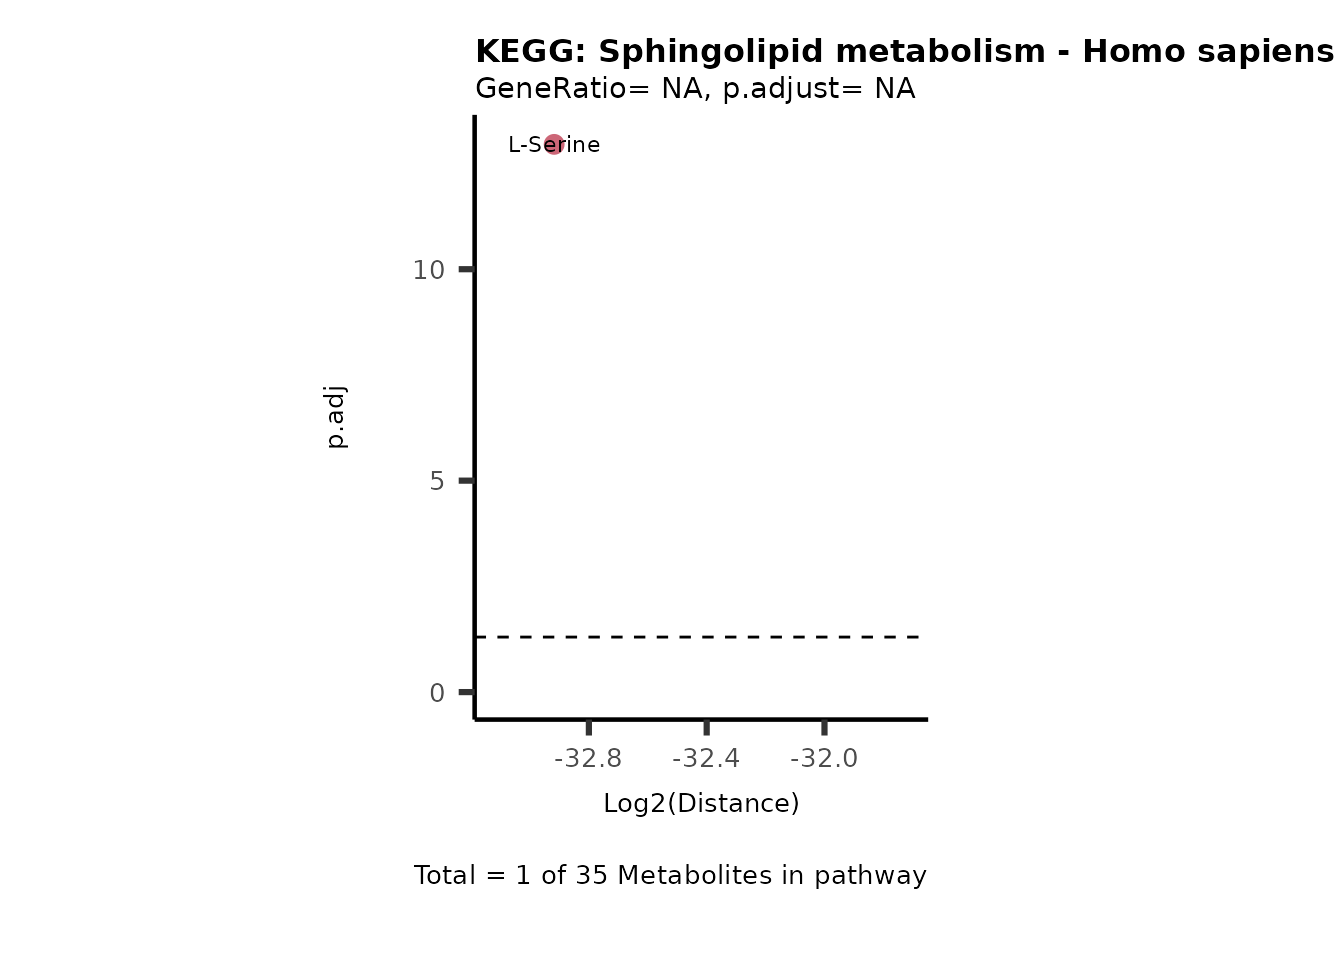 KEGG: Sphingolipid metabolism - Homo sapiens
GeneRatio= NA, p.adjust= NA
L-Serine
10
p.adj
5
0
-32.8 -32.4 -32.0
Log2(Distance)
Total = 1 of 35 Metabolites in pathway